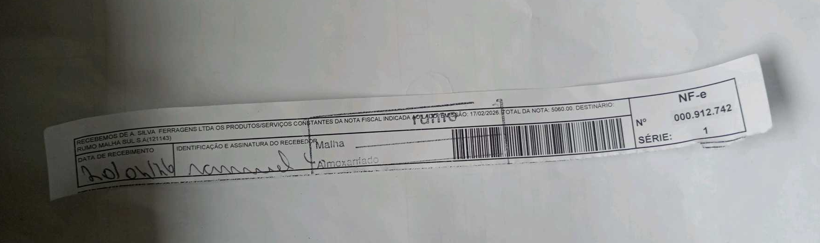 RECEBEMOS DE A. SILVA FERRAGENS LTDA OS PRODUTOS/SERVIÇOS CONSTANTES DA NOTA FISCAL INDICADA AO LADO. EMISSÃO: 17/02/2026 TOTAL DA NOTA: 5060.00. DESTINATÁRIO:
RUMO MALHA SUL S.A(121143)
rumo
DATA DE RECEBIMENTO
IDENTIFICAÇÃO E ASSINATURA DO RECEBEDOR
Malha
Almoxarifado
NF-e
Nº 000.912.742
SÉRIE: 1